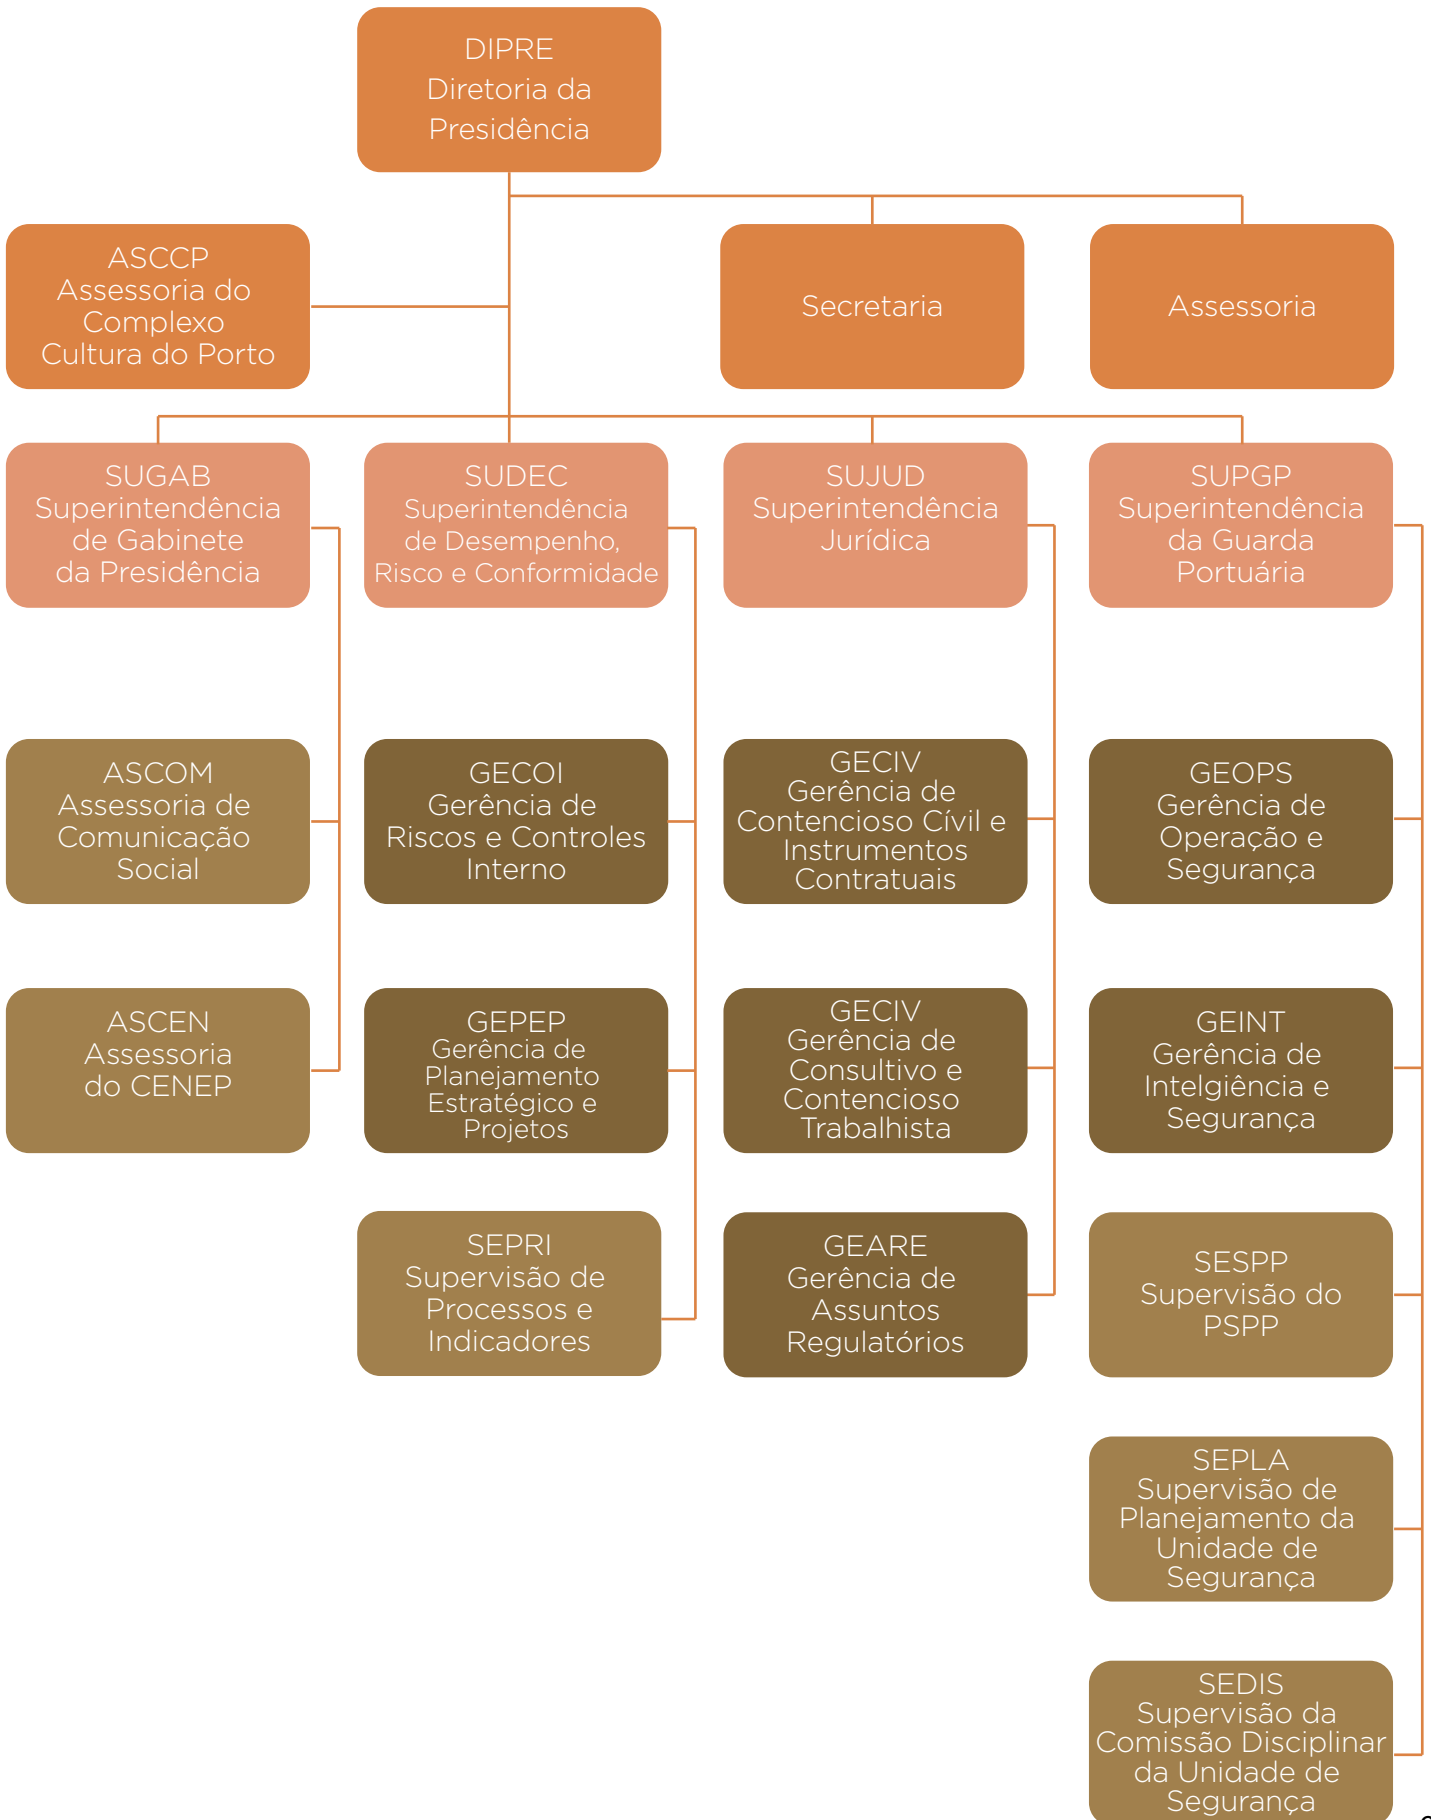 DIPRE
Diretoria da
Presidência
ASCCP
Assessoria do
Complexo
Cultura do Porto
Secretaria
Assessoria
SUGAB
Superintendência
de Gabinete
da Presidência
SUDEC
Superintendência
de Desempenho,
Risco e Conformidade
SUJUD
Superintendência
Jurídica
SUPGP
Superintendência
da Guarda
Portuária
ASCOM
Assessoria de
Comunicação
Social
GECOI
Gerência de
Riscos e Controles
Interno
GECIV
Gerência de
Contencioso Cívil e
Instrumentos
Contratuais
GEOPS
Gerência de
Operação e
Segurança
ASCEN
Assessoria
do CENEP
GEPEP
Gerência de
Planejamento
Estratégico e
Projetos
GECIV
Gerência de
Consultivo e
Contencioso
Trabalhista
GEINT
Gerência de
Intelgiência e
Segurança
SEPRI
Supervisão de
Processos e
Indicadores
GEARE
Gerência de
Assuntos
Regulatórios
SESPP
Supervisão do
PSPP
SEPLA
Supervisão de
Planejamento da
Unidade de
Segurança
SEDIS
Supervisão da
Comissão Disciplinar
da Unidade de
Segurança